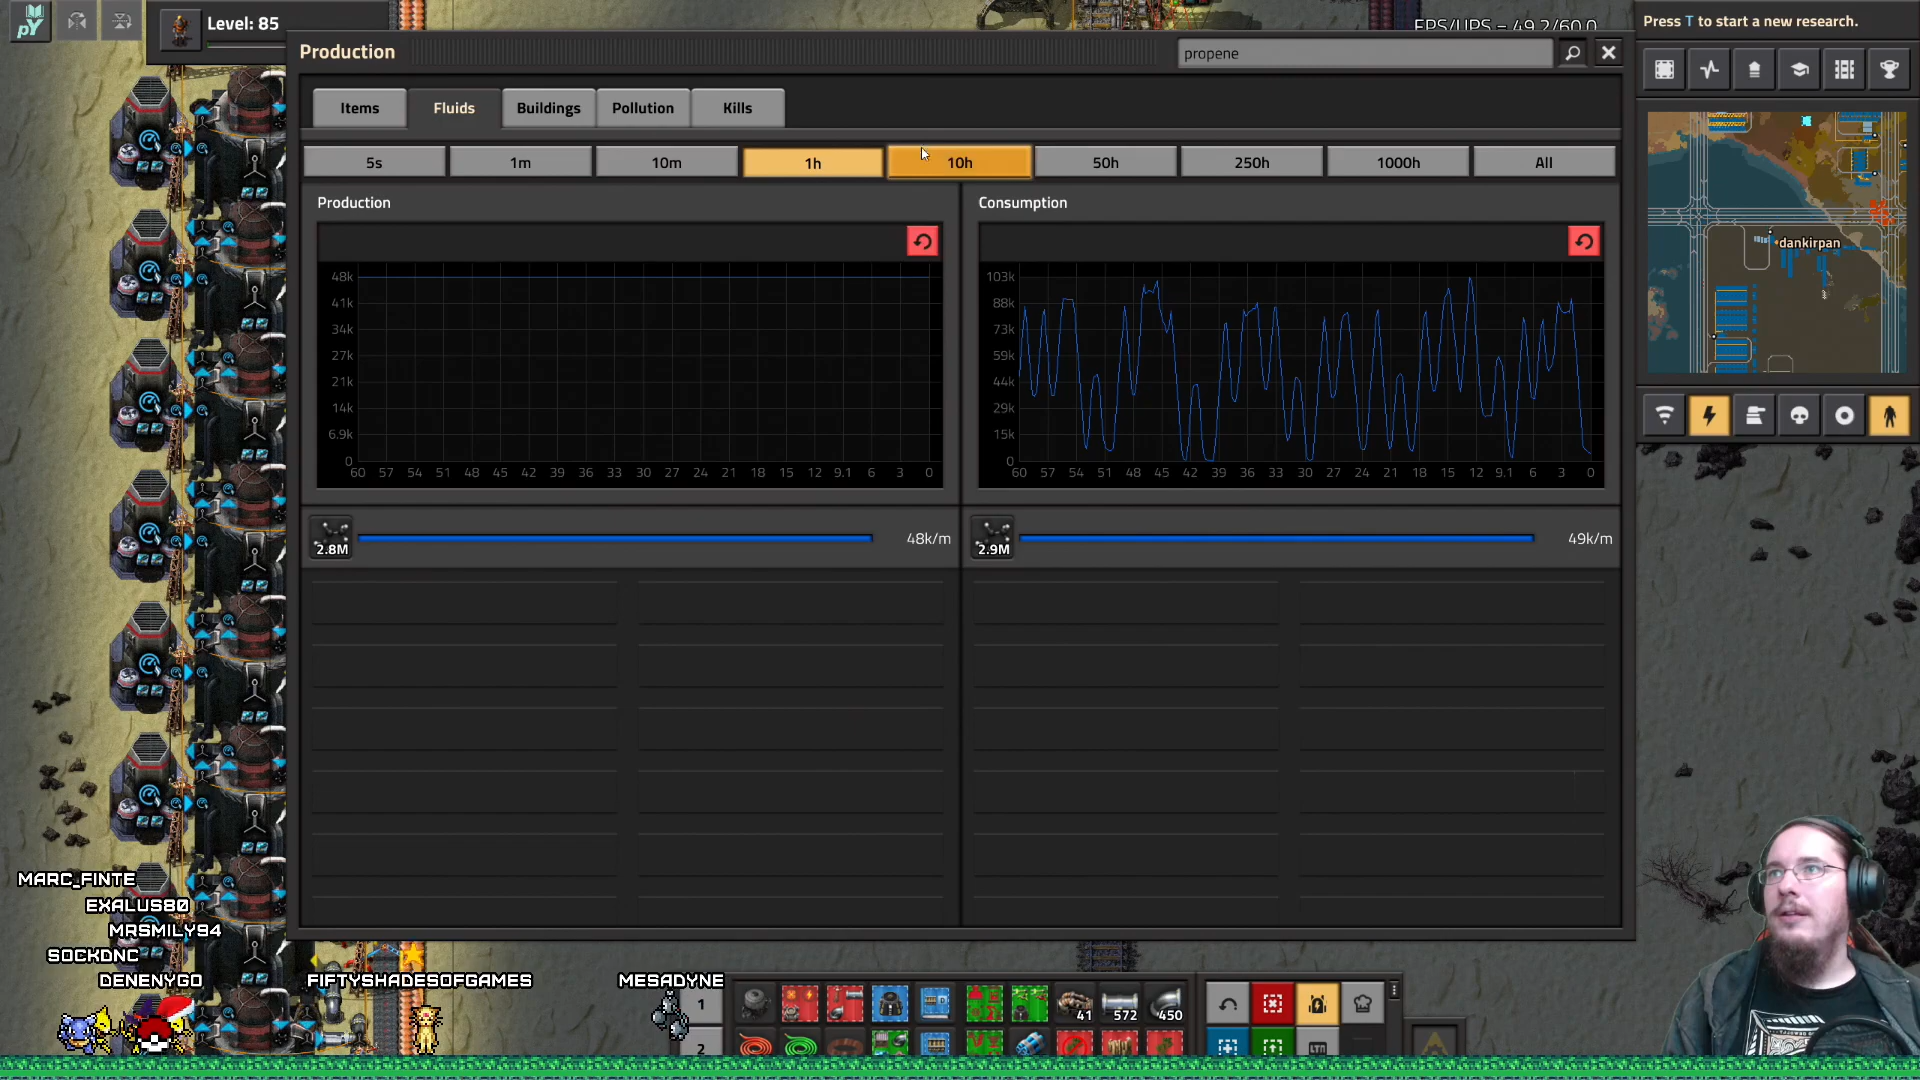 pY
Level: 85
EPS/UPS = 49.2/60.0
Press T to start a new research.
Production
propene
Items
Fluids
Buildings
Pollution
Kills
5s
1m
10m
1h
10h
50h
250h
1000h
All
Production
Consumption
48k
41k
34k
27k
21k
14k
6.9k
0
60 57 54 51 48 45 42 39 36 33 30 27 24 21 18 15 12 9.1 6 3 0
103k
88k
73k
59k
44k
29k
15k
0
60 57 54 51 48 45 42 39 36 33 30 27 24 21 18 15 12 9.1 6 3 0
2.8M
48k/m
2.9M
49k/m
dankirpan
MARC_FINTE
EXALUS80
MRSMILY94
SOCKDNC
DENENYGO
FIFTYSHADESOFGAMES
MESADYNE
1
41
572
450
2
LTN